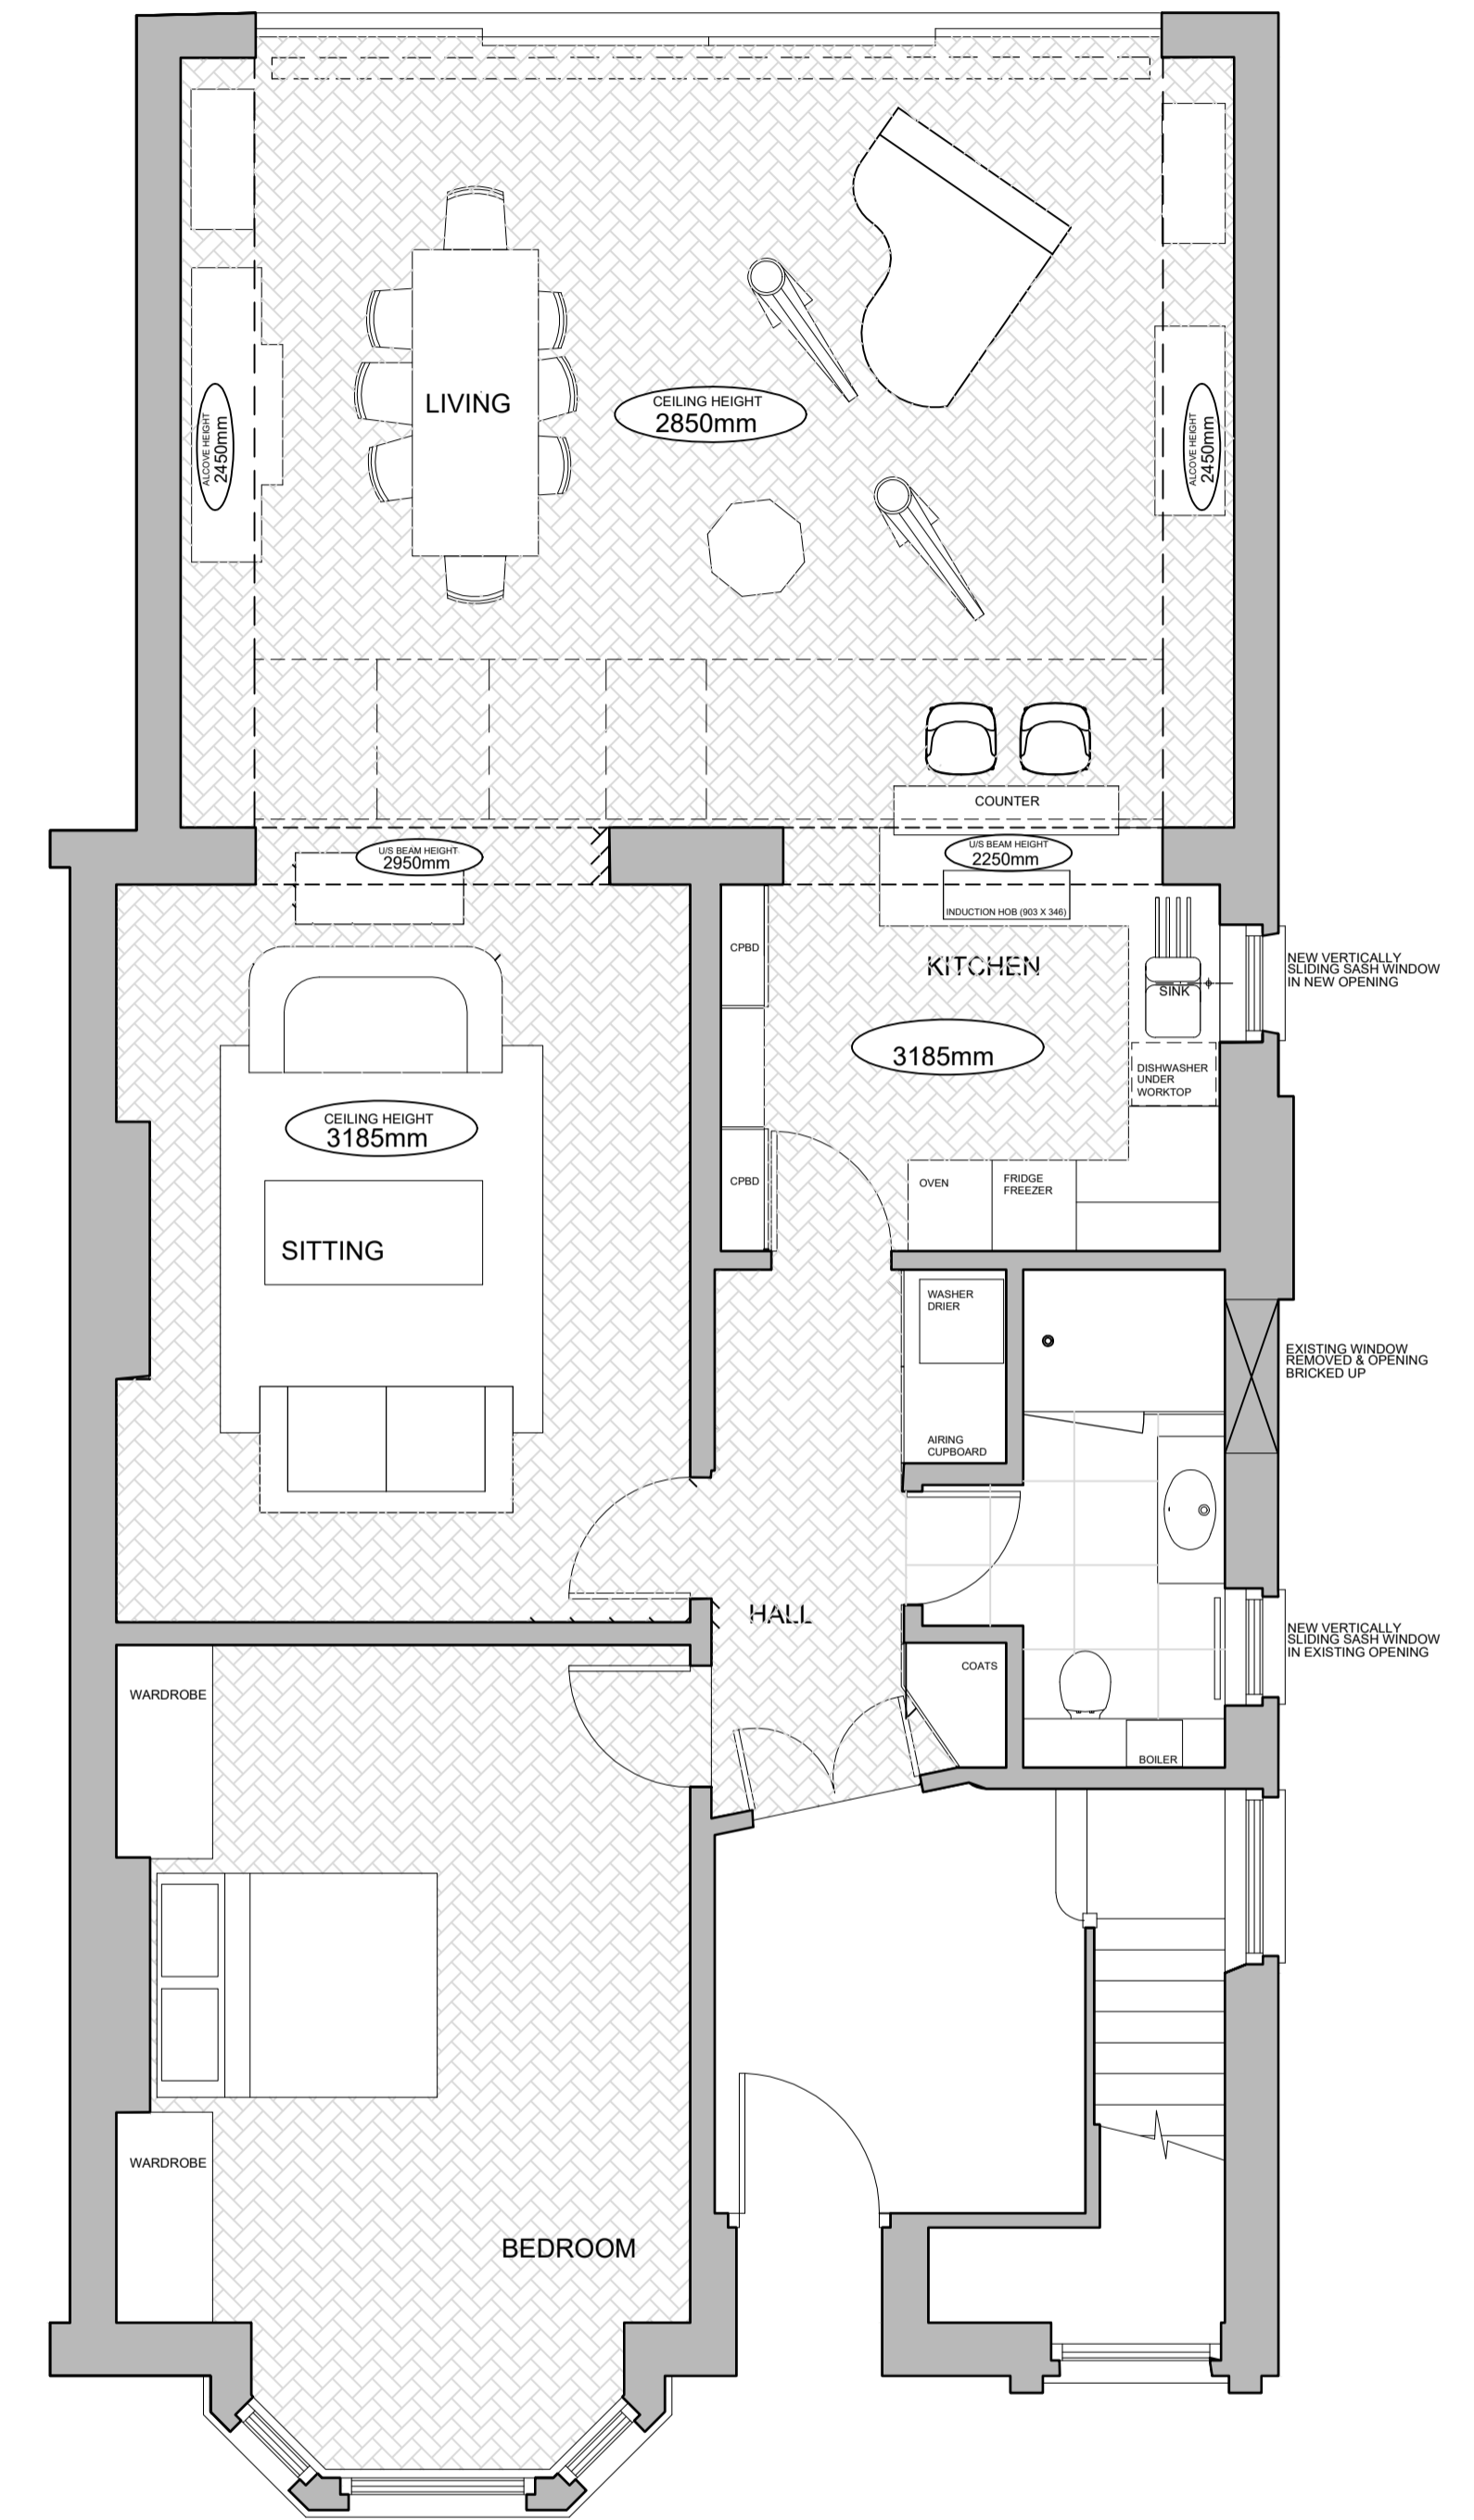 LIVING
CEILING HEIGHT
2850mm
ALCOVE HEIGHT
2450mm
ALCOVE HEIGHT
2450mm
COUNTER
U/S BEAM HEIGHT
2950mm
U/S BEAM HEIGHT
2250mm
INDUCTION HOB (903 X 346)
CPBD
KITCHEN
SINK
NEW VERTICALLY
SLIDING SASH WINDOW
IN NEW OPENING
3185mm
DISHWASHER
UNDER
WORKTOP
CEILING HEIGHT
3185mm
CPBD
OVEN
FRIDGE
FREEZER
SITTING
WASHER
DRIER
EXISTING WINDOW
REMOVED & OPENING
BRICKED UP
AIRING
CUPBOARD
HALL
NEW VERTICALLY
SLIDING SASH WINDOW
IN EXISTING OPENING
COATS
WARDROBE
BOILER
WARDROBE
BEDROOM